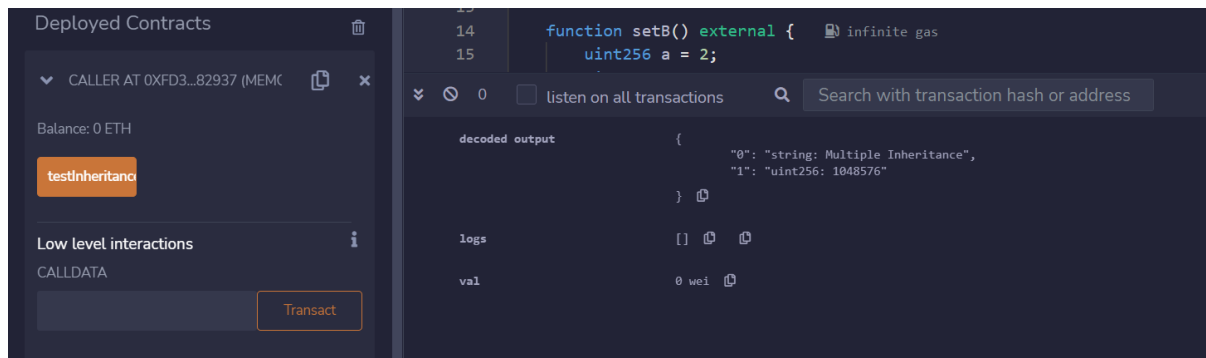 Deployed Contracts
CALLER AT 0XFD3...82937 (MEMO
Balance: 0 ETH
testInheritance
Low level interactions
i
CALLDATA
Transact
14 function setB() external { infinite gas
15 uint256 a = 2;
0 listen on all transactions
Search with transaction hash or address
decoded output {
"0": "string: Multiple Inheritance",
"1": "uint256: 1048576"
}
logs []
val 0 wei